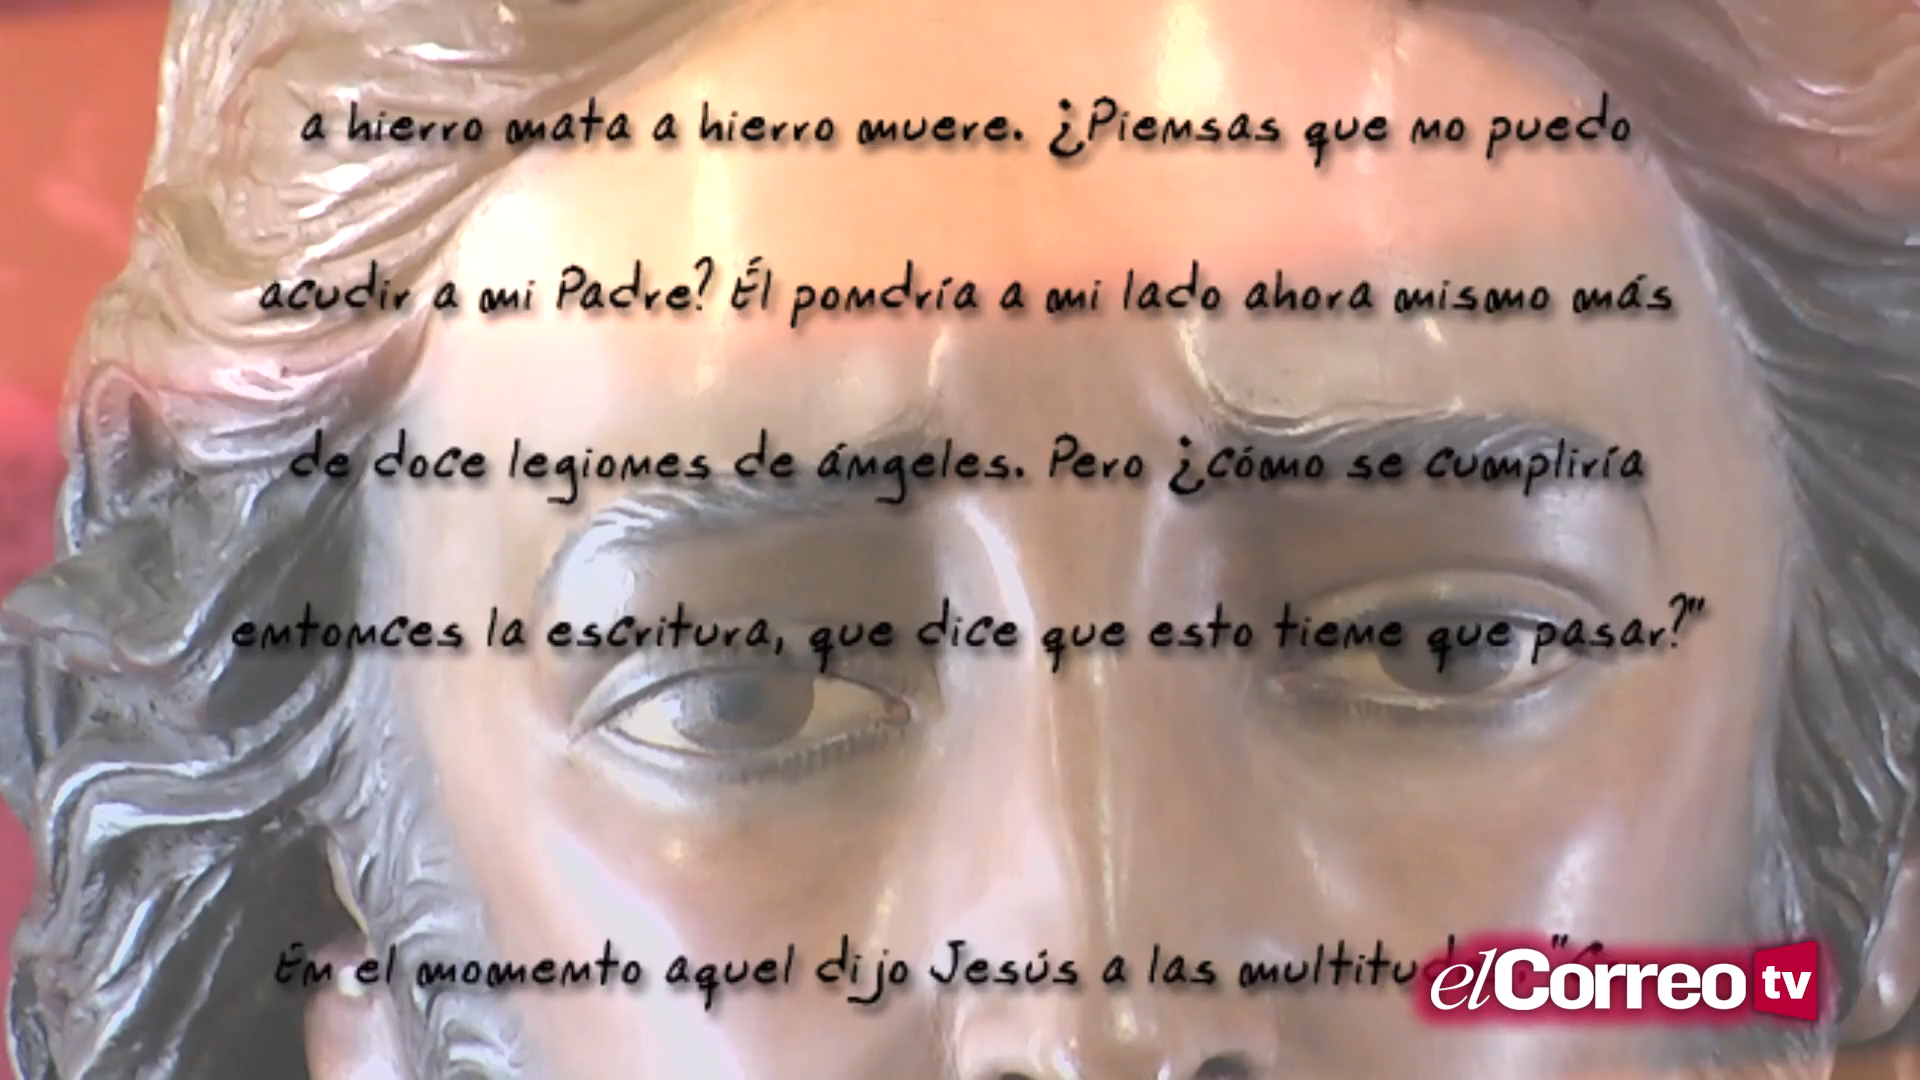 a hierro mata a hierro muere. ¿Piensas que no puedo
acudir a mi Padre? Él pondría a mi lado ahora mismo más
de doce legiones de ángeles. Pero ¿cómo se cumpliría
entonces la escritura, que dice que esto tiene que pasar?"
En el momento aquel dijo Jesús a las
elCorreo tv